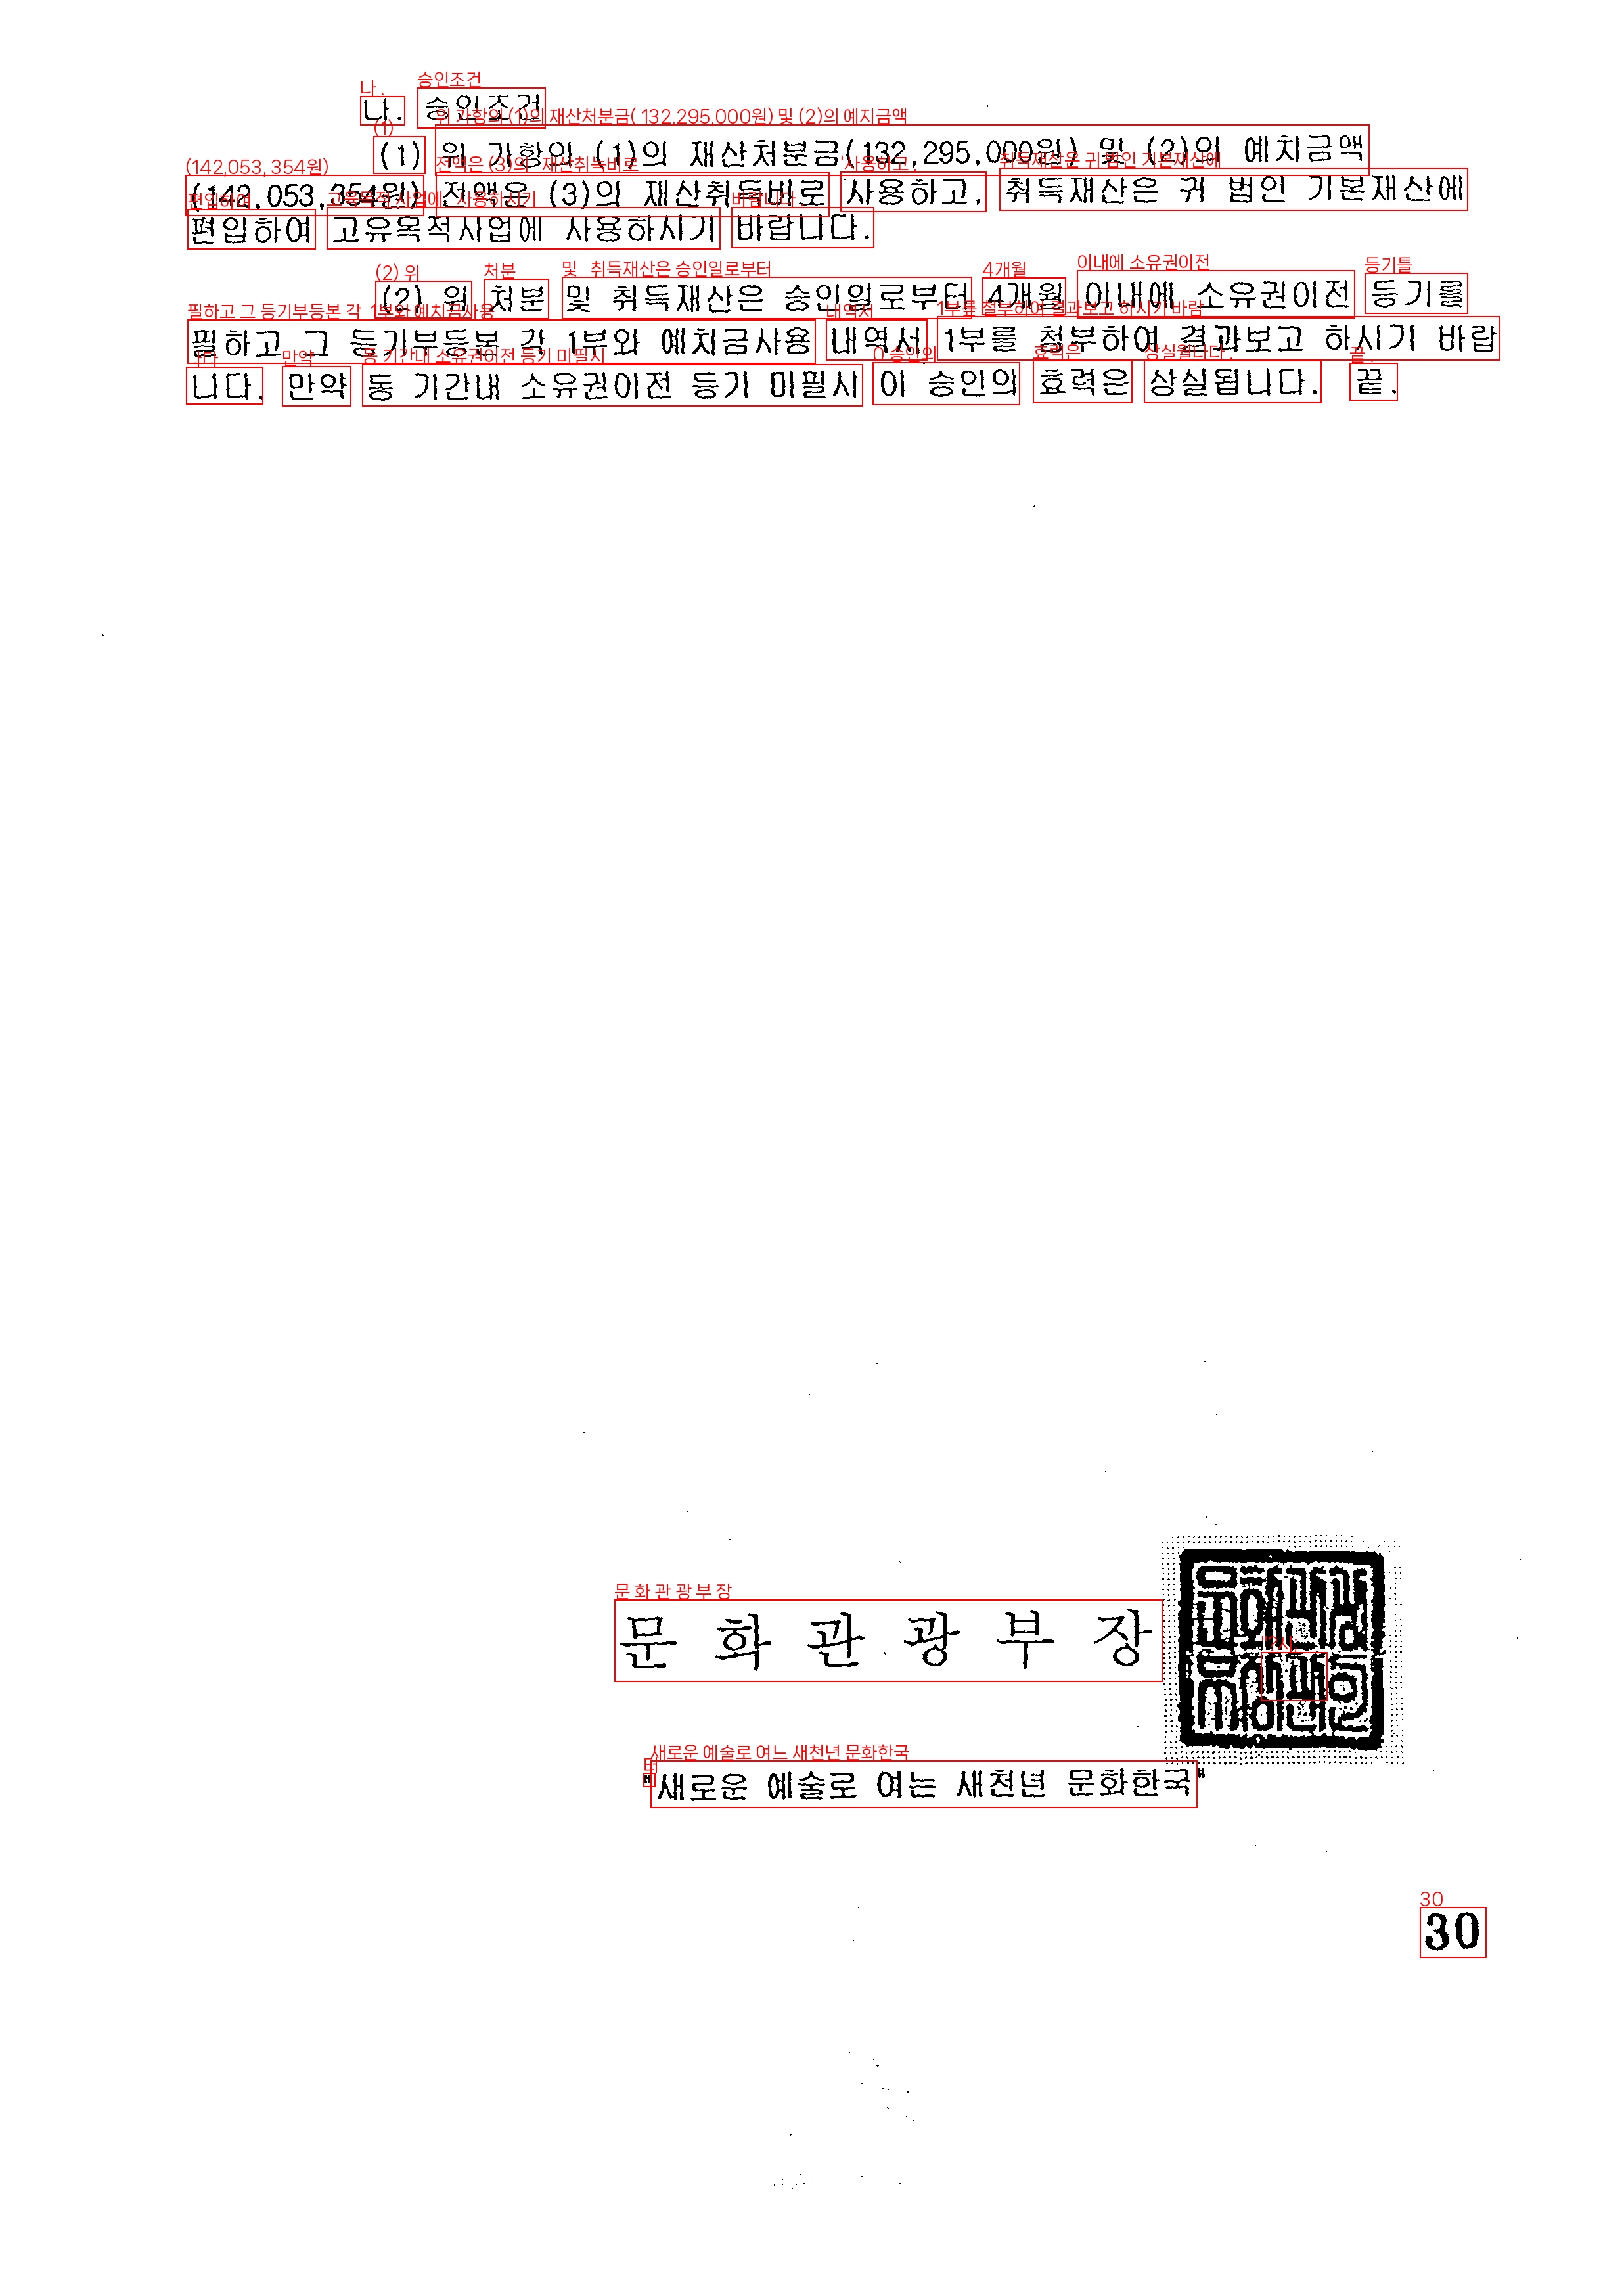 나. 승인조건
(1) 위 가항의 (1)의 재산처분금(132,295,000원) 및 (2)의 예치금액
(142,053,354원) 전액은 (3)의 재산취득비로 사용하고, 취득재산은 귀 법인 기본재산에
편입하여 고유목적사업에 사용하시기 바랍니다.
(2) 위 처분 및 취득재산은 승인일로부터 4개월 이내에 소유권이전 등기를
필하고 그 등기부등본 각 1부와 예치금사용 내역서 1부를 첨부하여 결과보고 하시기 바랍
니다. 만약 동 기간내 소유권이전 등기 미필시 이 승인의 효력은 상실됩니다. 끝.
문 화 관 광 부 장
"새로운 예술로 여는 새천년 문화한국"
30